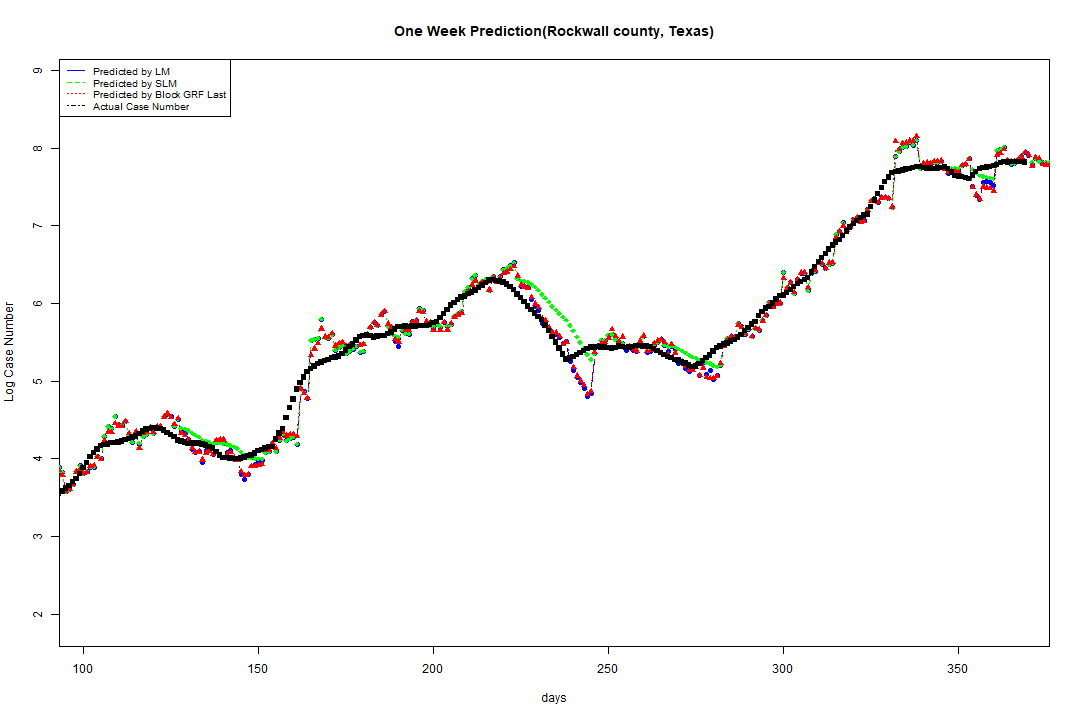 One Week Prediction(Rockwall county, Texas)
Predicted by LM
Predicted by SLM
Predicted by Block GRF Last
Actual Case Number
9
8
7
6
5
4
3
2
Log Case Number
100 150 200 250 300 350
days